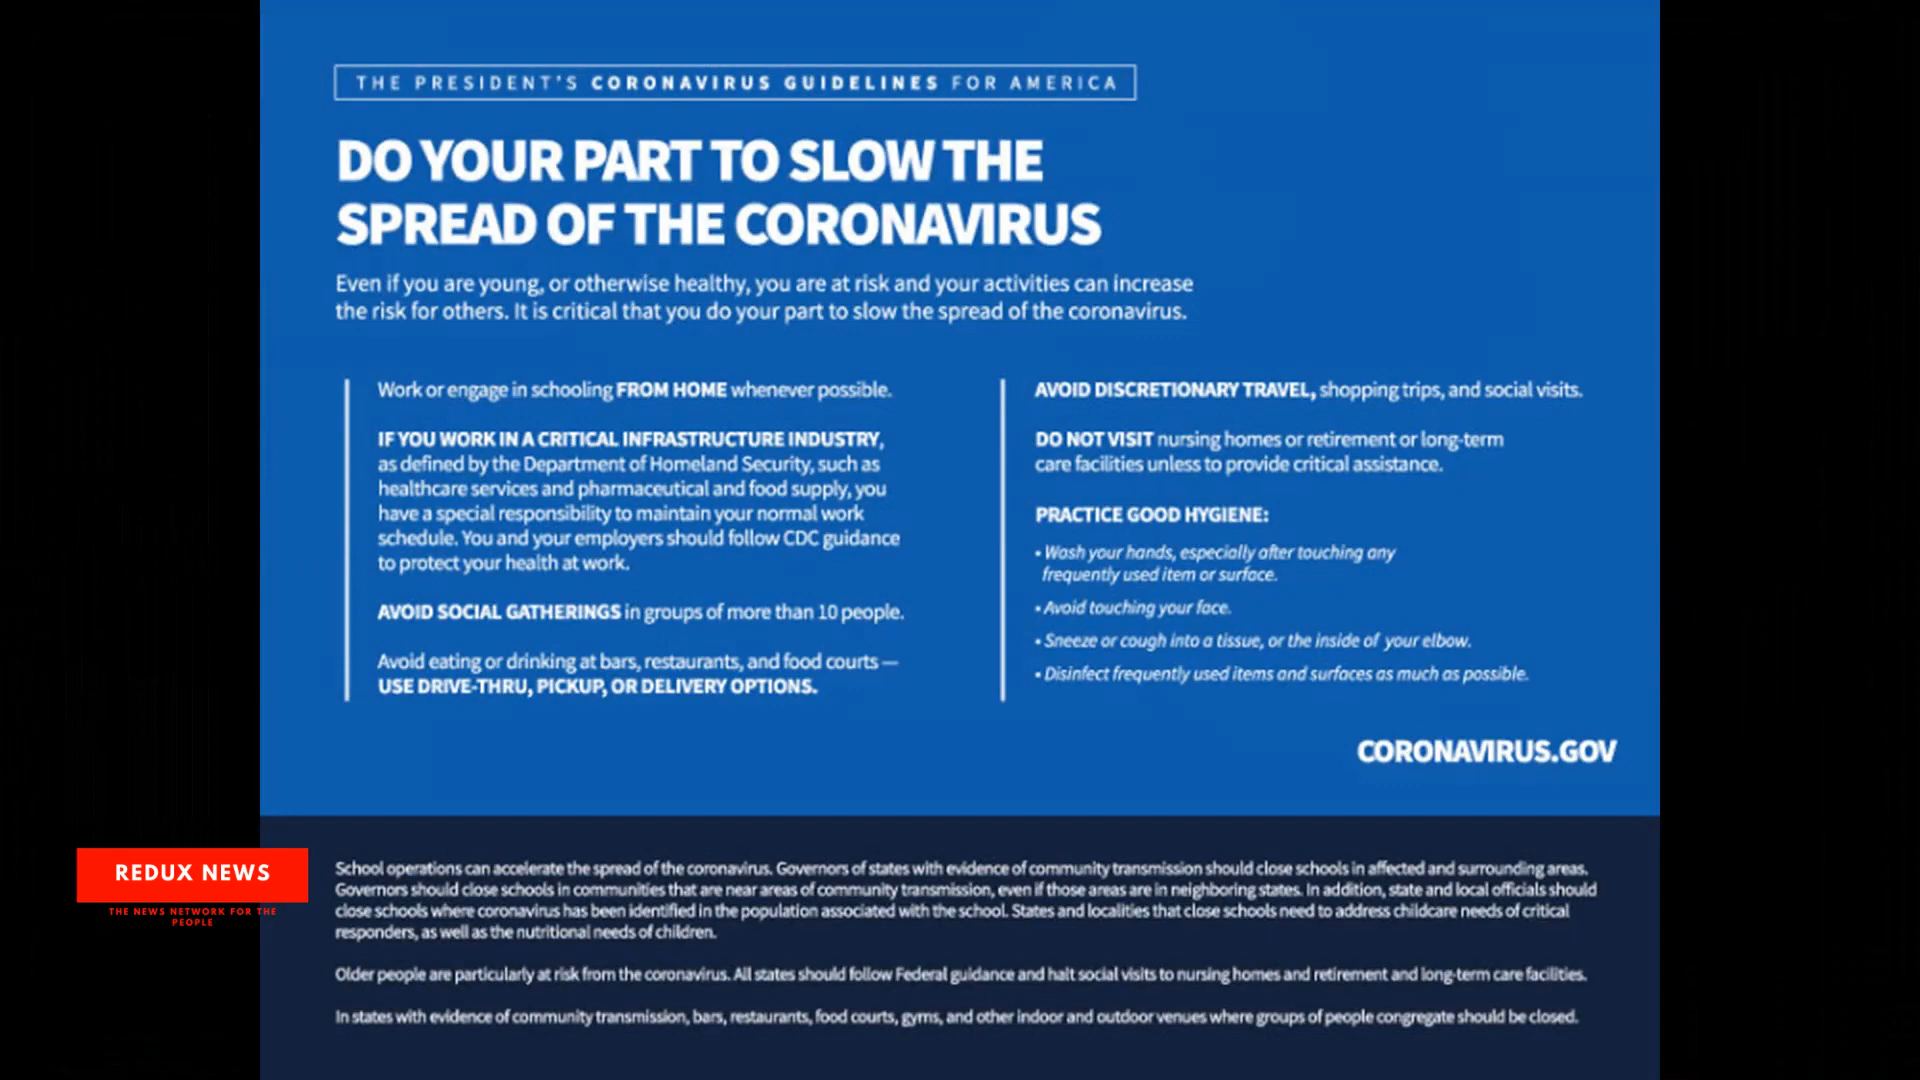 THE PRESIDENT'S CORONAVIRUS GUIDELINES FOR AMERICA
DO YOUR PART TO SLOW THE
SPREAD OF THE CORONAVIRUS
Even if you are young, or otherwise healthy, you are at risk and your activities can increase
the risk for others. It is critical that you do your part to slow the spread of the coronavirus.
Work or engage in schooling FROM HOME whenever possible.
IF YOU WORK IN A CRITICAL INFRASTRUCTURE INDUSTRY,
as defined by the Department of Homeland Security, such as
healthcare services and pharmaceutical and food supply, you
have a special responsibility to maintain your normal work
schedule. You and your employers should follow CDC guidance
to protect your health at work.
AVOID SOCIAL GATHERINGS in groups of more than 10 people.
Avoid eating or drinking at bars, restaurants, and food courts —
USE DRIVE-THRU, PICKUP, OR DELIVERY OPTIONS.
AVOID DISCRETIONARY TRAVEL, shopping trips, and social visits.
DO NOT VISIT nursing homes or retirement or long-term
care facilities unless to provide critical assistance.
PRACTICE GOOD HYGIENE:
• Wash your hands, especially after touching any
frequently used item or surface.
• Avoid touching your face.
• Sneeze or cough into a tissue, or the inside of your elbow.
• Disinfect frequently used items and surfaces as much as possible.
CORONAVIRUS.GOV
School operations can accelerate the spread of the coronavirus. Governors of states with evidence of community transmission should close schools in affected and surrounding areas.
Governors should close schools in communities that are near areas of community transmission, even if those areas are in neighboring states. In addition, state and local officials should
close schools where coronavirus has been identified in the population associated with the school. States and localities that close schools need to address childcare needs of critical
responders, as well as the nutritional needs of children.
Older people are particularly at risk from the coronavirus. All states should follow Federal guidance and halt social visits to nursing homes and retirement and long-term care facilities.
In states with evidence of community transmission, bars, restaurants, food courts, gyms, and other indoor and outdoor venues where groups of people congregate should be closed.
REDUX NEWS
THE NEWS NETWORK FOR THE
PEOPLE